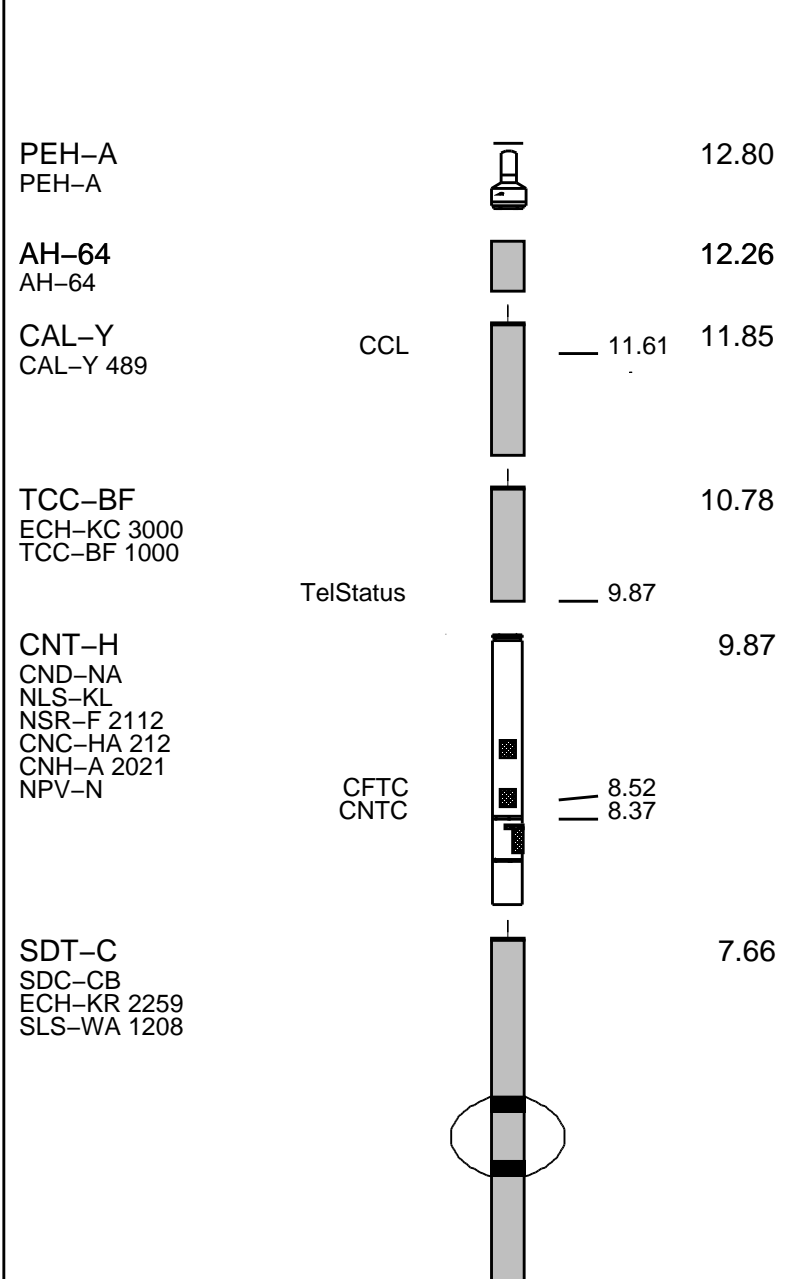 PEH–A 12.80
PEH–A
AH–64 12.26
AH–64
CAL–Y CCL 11.61 11.85
CAL–Y 489
TCC–BF 10.78
ECH–KC 3000
TCC–BF 1000
TelStatus 9.87
CNT–H 9.87
CND–NA
NLS–KL
NSR–F 2112
CNC–HA 212
CNH–A 2021
NPV–N CFTC 8.52
CNTC 8.37
SDT–C 7.66
SDC–CB
ECH–KR 2259
SLS–WA 1208